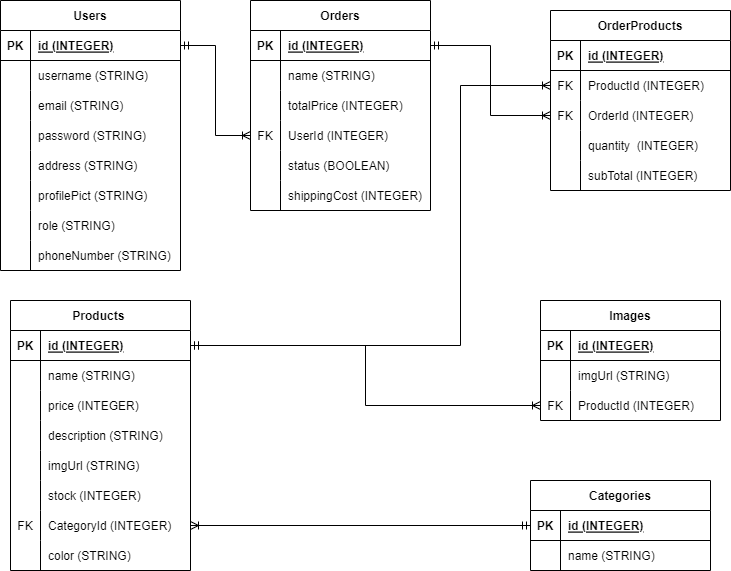 Users
PK id (INTEGER)
username (STRING)
email (STRING)
password (STRING)
address (STRING)
profilePict (STRING)
role (STRING)
phoneNumber (STRING)
Orders
PK id (INTEGER)
name (STRING)
totalPrice (INTEGER)
FK UserId (INTEGER)
status (BOOLEAN)
shippingCost (INTEGER)
OrderProducts
PK id (INTEGER)
FK ProductId (INTEGER)
FK OrderId (INTEGER)
quantity (INTEGER)
subTotal (INTEGER)
Products
PK id (INTEGER)
name (STRING)
price (INTEGER)
description (STRING)
imgUrl (STRING)
stock (INTEGER)
FK CategoryId (INTEGER)
color (STRING)
Images
PK id (INTEGER)
imgUrl (STRING)
FK ProductId (INTEGER)
Categories
PK id (INTEGER)
name (STRING)